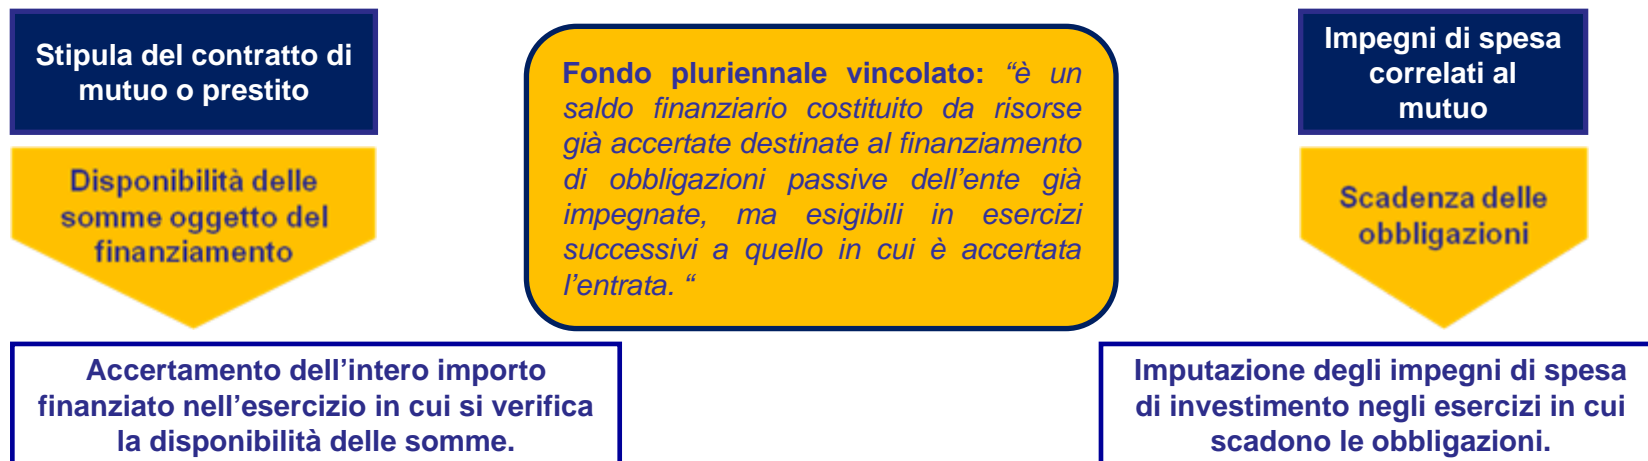 Stipula del contratto di
mutuo o prestito
Disponibilità delle
somme oggetto del
finanziamento
Accertamento dell’intero importo
finanziato nell’esercizio in cui si verifica
la disponibilità delle somme.
Fondo pluriennale vincolato: “è un
saldo finanziario costituito da risorse
già accertate destinate al finanziamento
di obbligazioni passive dell’ente già
impegnate, ma esigibili in esercizi
successivi a quello in cui è accertata
l’entrata. “
Impegni di spesa
correlati al
mutuo
Scadenza delle
obbligazioni
Imputazione degli impegni di spesa
di investimento negli esercizi in cui
scadono le obbligazioni.